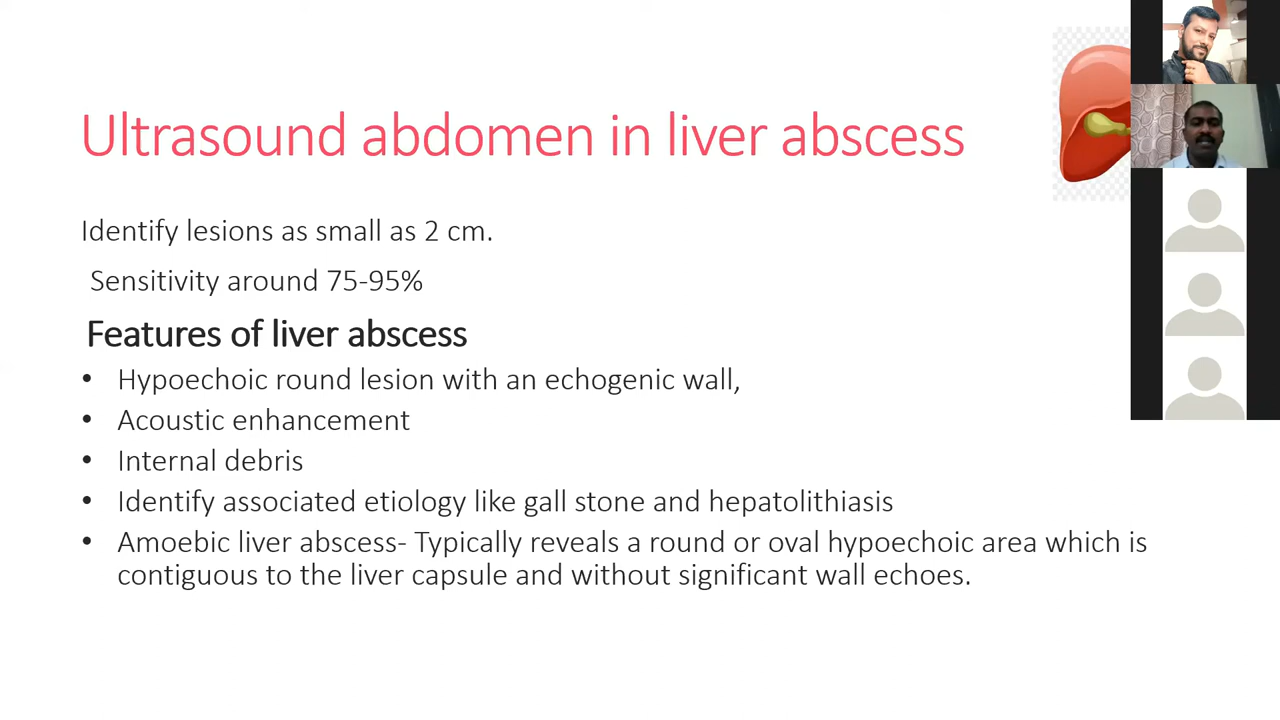 Ultrasound abdomen in liver abscess
Identify lesions as small as 2 cm.
Sensitivity around 75-95%
Features of liver abscess
• Hypoechoic round lesion with an echogenic wall,
• Acoustic enhancement
• Internal debris
• Identify associated etiology like gall stone and hepatolithiasis
• Amoebic liver abscess- Typically reveals a round or oval hypoechoic area which is
contiguous to the liver capsule and without significant wall echoes.